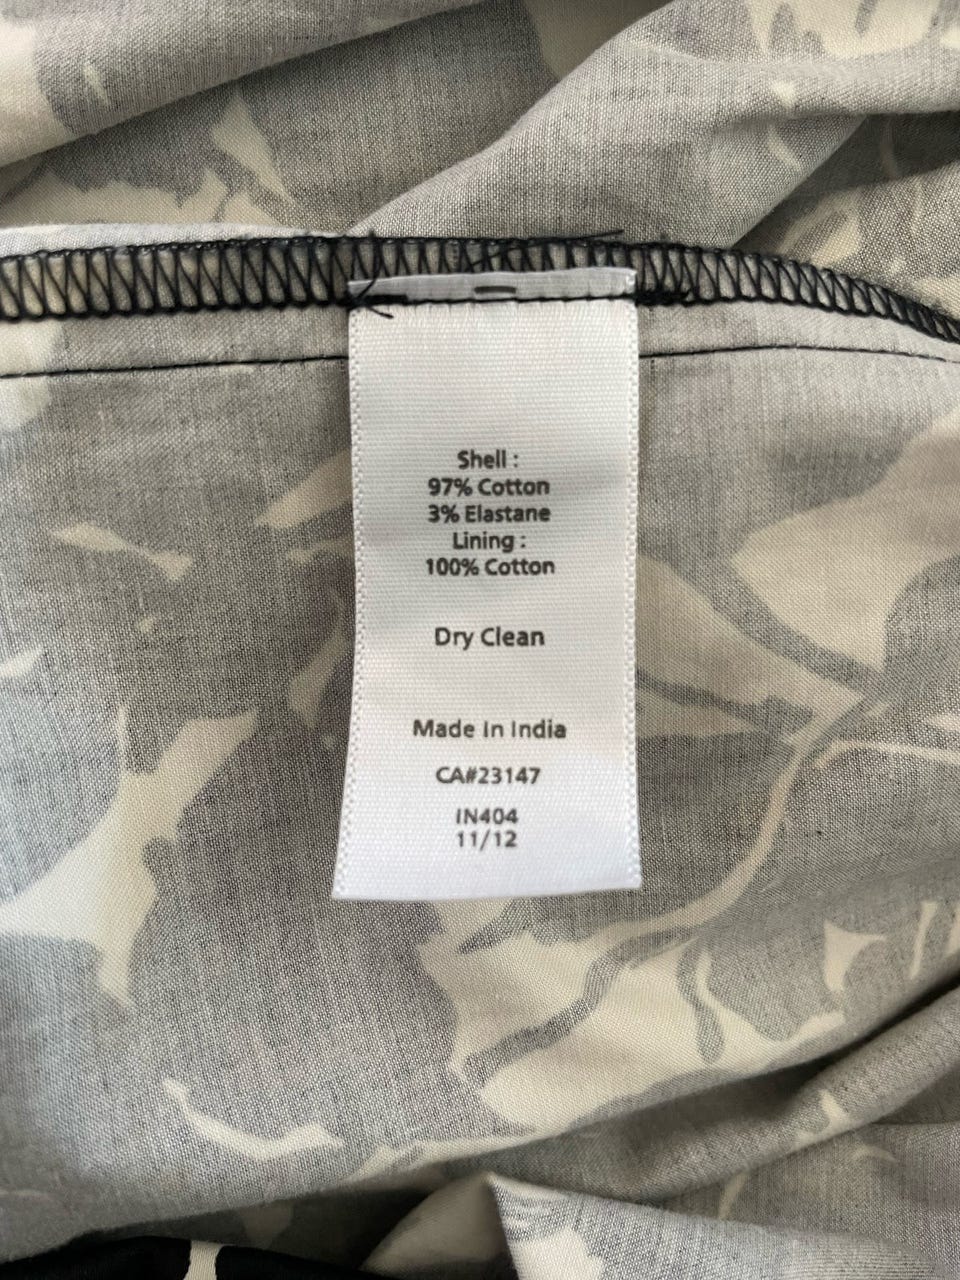 Shell :
97% Cotton
3% Elastane
Lining :
100% Cotton
Dry Clean
Made In India
CA#23147
IN404
11/12